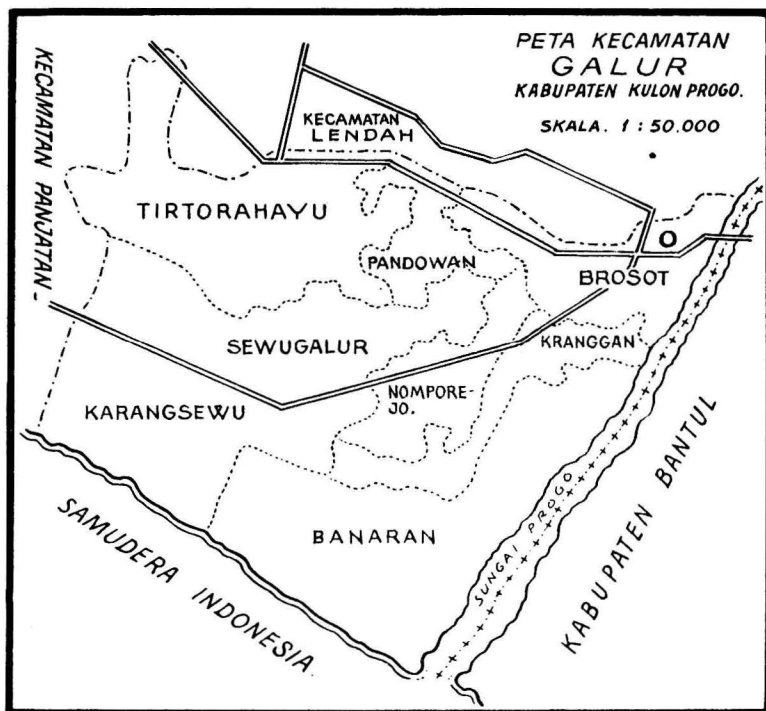 PETA KECAMATAN
GALUR
KABUPATEN KULON PROGO.
SKALA. 1 : 50.000
KECAMATAN PANJATAN
KECAMATAN
LENDAH
TIRTORAHAYU
PANDOWAN
BROSOT
SEWUGALUR
KRANGGAN
NOMPORE-
JO.
KARANGSEWU
BANARAN
SUNGAI PROGO
KABUPATEN BANTUL
SAMUDERA INDONESIA.